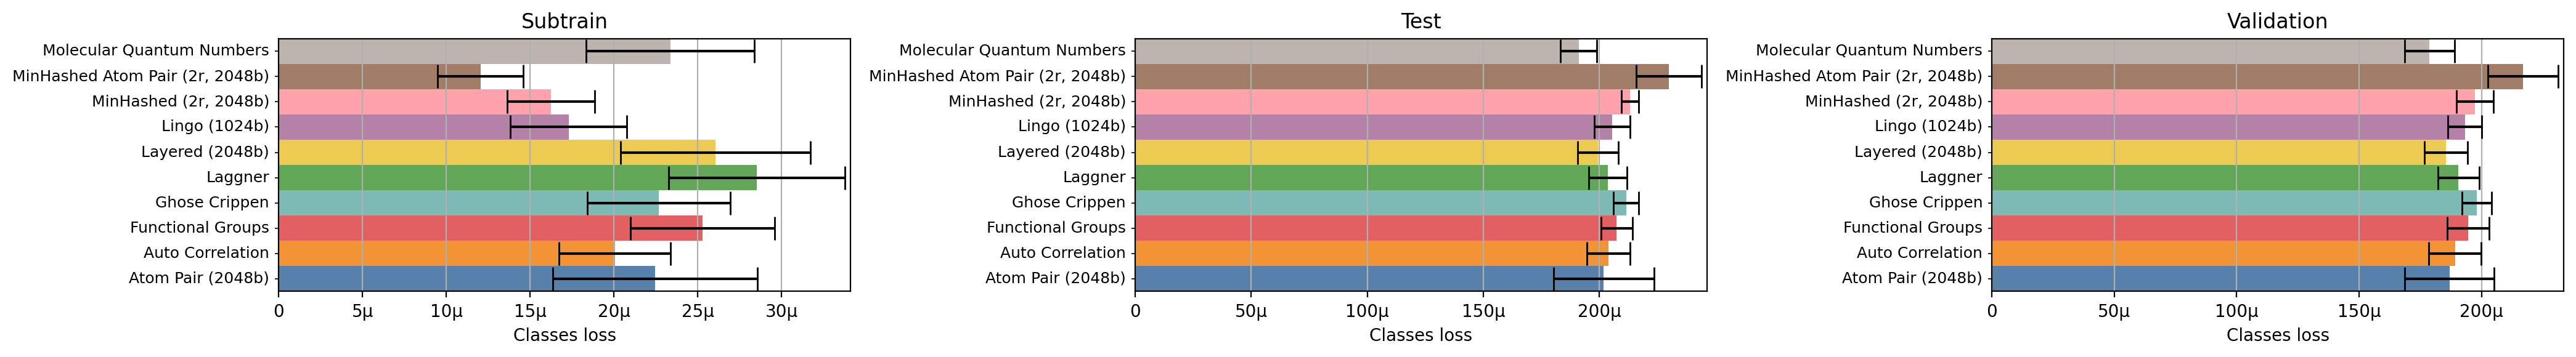 Subtrain
Molecular Quantum Numbers
MinHashed Atom Pair (2r, 2048b)
MinHashed (2r, 2048b)
Lingo (1024b)
Layered (2048b)
Laggner
Ghose Crippen
Functional Groups
Auto Correlation
Atom Pair (2048b)
0 5µ 10µ 15µ 20µ 25µ 30µ
Classes loss
Test
Molecular Quantum Numbers
MinHashed Atom Pair (2r, 2048b)
MinHashed (2r, 2048b)
Lingo (1024b)
Layered (2048b)
Laggner
Ghose Crippen
Functional Groups
Auto Correlation
Atom Pair (2048b)
0 50µ 100µ 150µ 200µ
Classes loss
Validation
Molecular Quantum Numbers
MinHashed Atom Pair (2r, 2048b)
MinHashed (2r, 2048b)
Lingo (1024b)
Layered (2048b)
Laggner
Ghose Crippen
Functional Groups
Auto Correlation
Atom Pair (2048b)
0 50µ 100µ 150µ 200µ
Classes loss